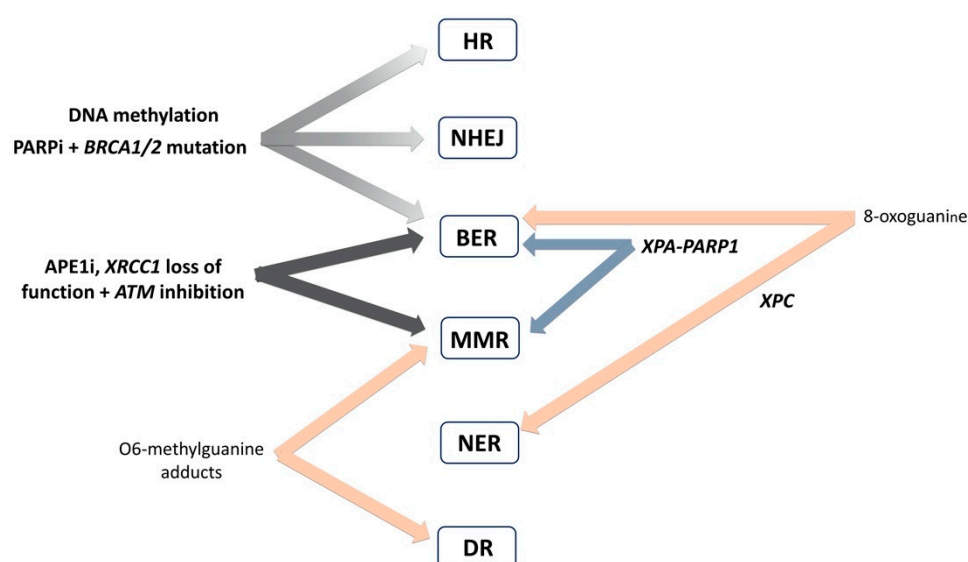 HR
DNA methylation
PARPi + BRCA1/2 mutation
NHEJ
8-oxoguanine
BER
XPA-PARP1
APE1i, XRCC1 loss of
function + ATM inhibition
XPC
MMR
O6-methylguanine
adducts
NER
DR